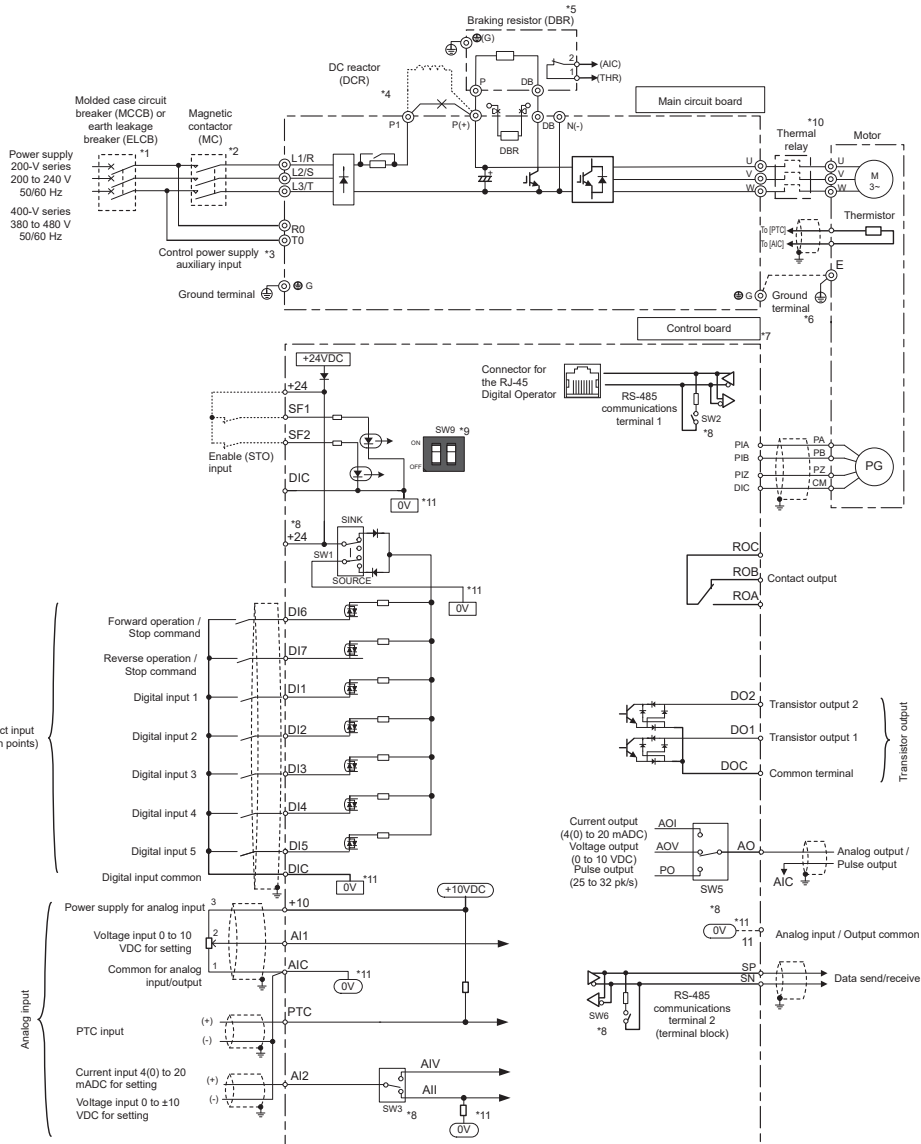 *5
Braking resistor (DBR)
(G)
DC reactor
(DCR)
*4
2
(AIC)
1
(THR)
P
DB
Molded case circuit
breaker (MCCB) or
earth leakage
breaker (ELCB)
Magnetic
contactor
(MC)
P1
P(+)
DBR
DB
N(-)
Main circuit board
*10
Thermal
relay
Motor
*1
*2
Power supply
200-V series
200 to 240 V
50/60 Hz
400-V series
380 to 480 V
50/60 Hz
L1/R
L2/S
L3/T
R0
T0
U
V
W
U
V
W
M
3~
Thermistor
To [PTC]
To [AIC]
Control power supply
auxiliary input
*3
E
Ground terminal
G
G
Ground
terminal
*6
Control board
*7
+24VDC
+24
SF1
SF2
Enable (STO)
input
DIC
ON
OFF
SW9
*9
0V
*11
Connector for
the RJ-45
Digital Operator
RS-485
communications
terminal 1
SW2
*8
PIA
PIB
PIZ
DIC
PA
PB
PZ
CM
PG
*8
+24
SW1
SINK
SOURCE
*11
0V
ROC
ROB
ROA
Contact output
Forward operation /
Stop command
DI6
Reverse operation /
Stop command
DI7
Digital input 1
DI1
ct input
n points)
Digital input 2
DI2
Digital input 3
DI3
Digital input 4
DI4
Digital input 5
DI5
Digital input common
DIC
0V
*11
DO2
Transistor output 2
DO1
Transistor output 1
DOC
Common terminal
Transistor output
Current output
(4(0) to 20 mADC)
Voltage output
(0 to 10 VDC)
Pulse output
(25 to 32 pk/s)
AOI
AOV
PO
SW5
*8
AO
AIC
Analog output /
Pulse output
+10VDC
Power supply for analog input
3
+10
Voltage input 0 to 10
VDC for setting
2
AI1
Common for analog
input/output
1
AIC
0V
*11
0V
*11
11
Analog input / Output common
Analog input
PTC input
(+)
(-)
PTC
Current input 4(0) to 20
mADC for setting
Voltage input 0 to ±10
VDC for setting
(+)
(-)
AI2
SW3
*8
AIV
AII
*11
0V
SP
SN
Data send/receive
SW6
*8
RS-485
communications
terminal 2
(terminal block)